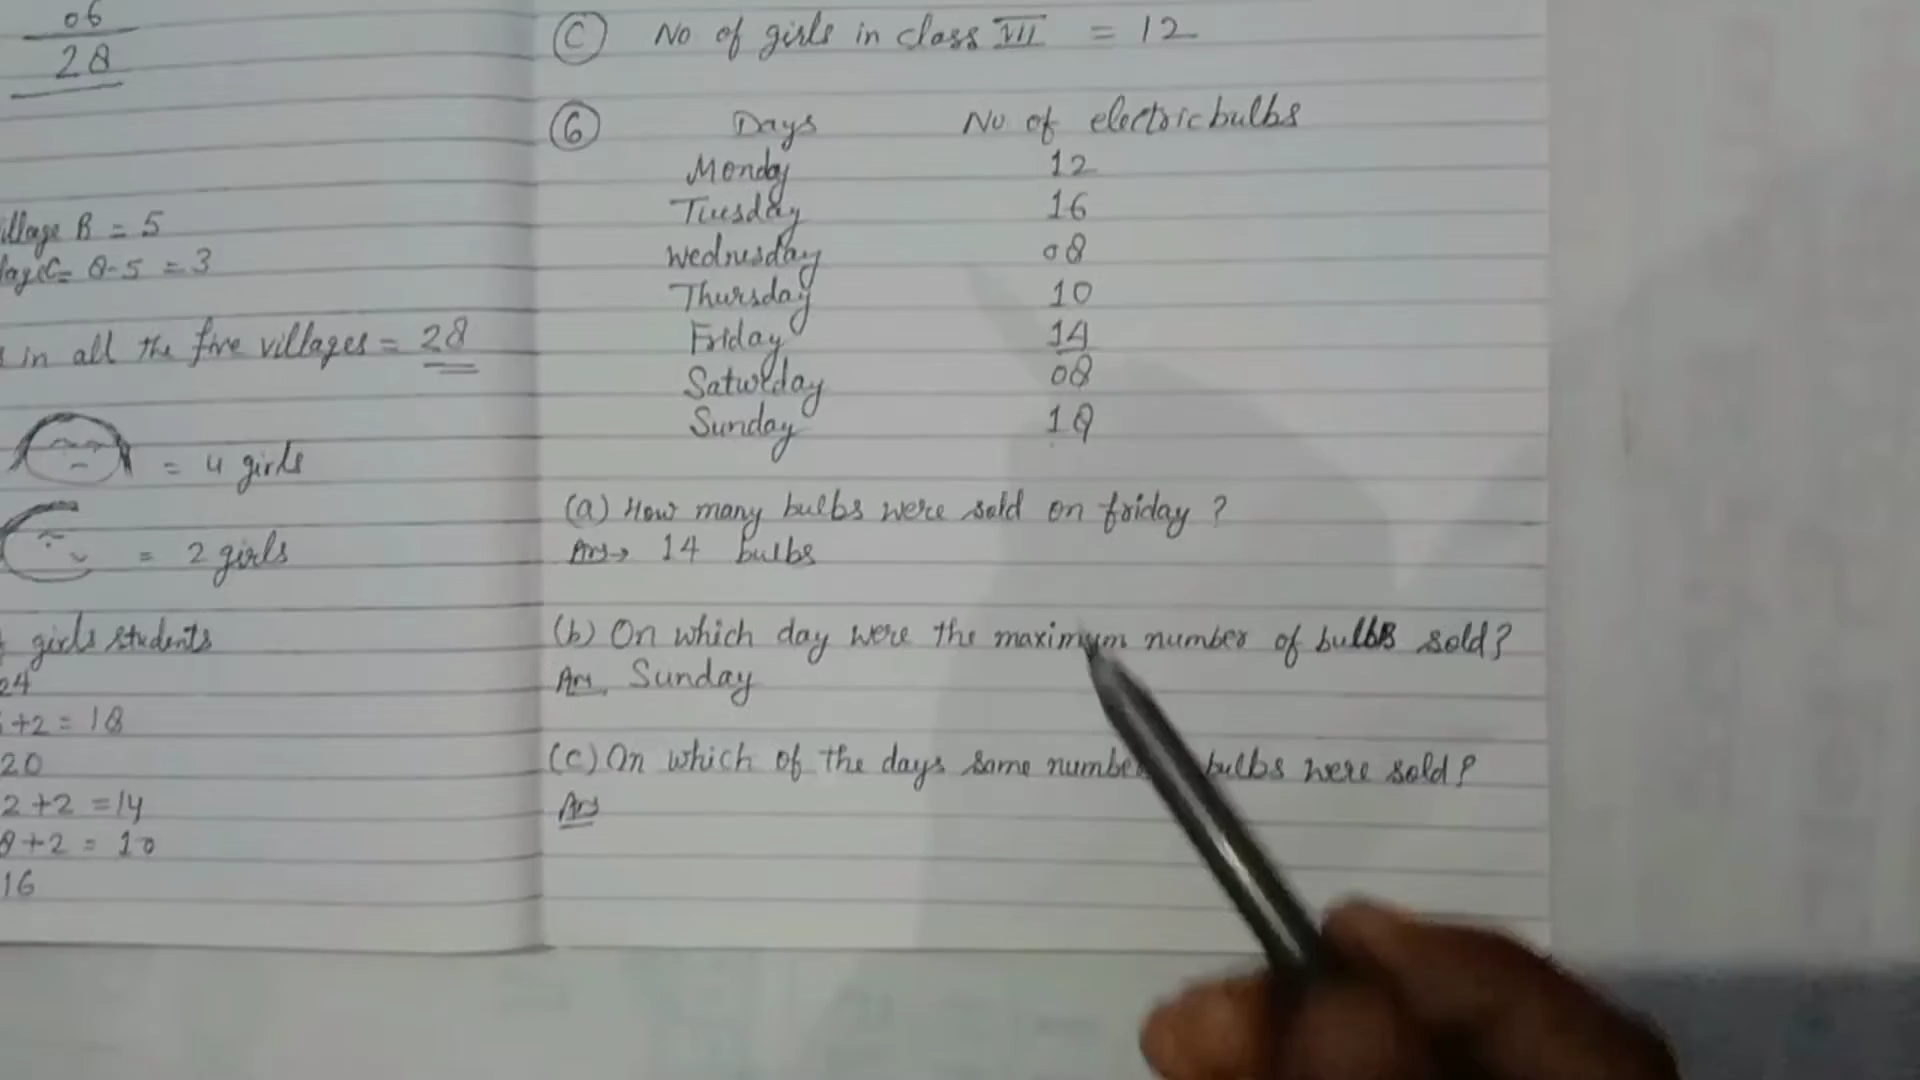 06
28
illage B = 5
lage C = 8-5 = 3
in all the five villages = 28
= 4 girls
= 2 girls
girls students
24
+2 = 18
20
2+2 = 14
8+2 = 10
16
(C) No of girls in class VII = 12
(6) Days No of electric bulbs
Monday 12
Tuesday 16
Wednesday 08
Thursday 10
Friday 14
Saturday 08
Sunday 18
(a) How many bulbs were sold on friday?
Ans→ 14 bulbs
(b) On which day were the maximum number of bulbs sold?
Ans. Sunday
(c) On which of the days same number bulbs were sold?
Ans